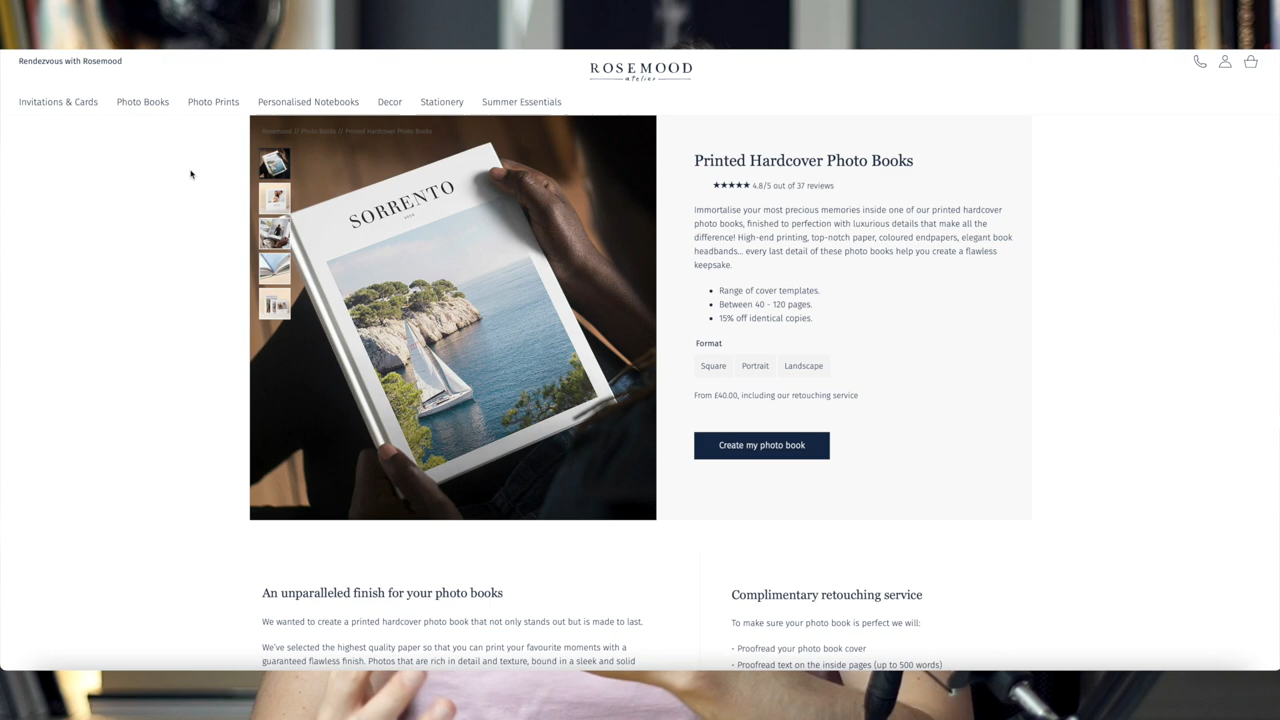 Rendezvous with Rosemood
ROSEMOOD
atelier
Invitations & Cards
Photo Books
Photo Prints
Personalised Notebooks
Decor
Stationery
Summer Essentials
Rosemood // Photo Books // Printed Hardcover Photo Books
SORRENTO
Printed Hardcover Photo Books
★★★★★ 4.8/5 out of 37 reviews
Immortalise your most precious memories inside one of our printed hardcover
photo books, finished to perfection with luxurious details that make all the
difference! High-end printing, top-notch paper, coloured endpapers, elegant book
headbands... every last detail of these photo books help you create a flawless
keepsake.
• Range of cover templates.
• Between 40 - 120 pages.
• 15% off identical copies.
Format
Square
Portrait
Landscape
From £40.00, including our retouching service
Create my photo book
An unparalleled finish for your photo books
We wanted to create a printed hardcover photo book that not only stands out but is made to last.
We've selected the highest quality paper so that you can print your favourite moments with a
guaranteed flawless finish. Photos that are rich in detail and texture, bound in a sleek and solid
Complimentary retouching service
To make sure your photo book is perfect we will:
• Proofread your photo book cover
• Proofread text on the inside pages (up to 500 words)